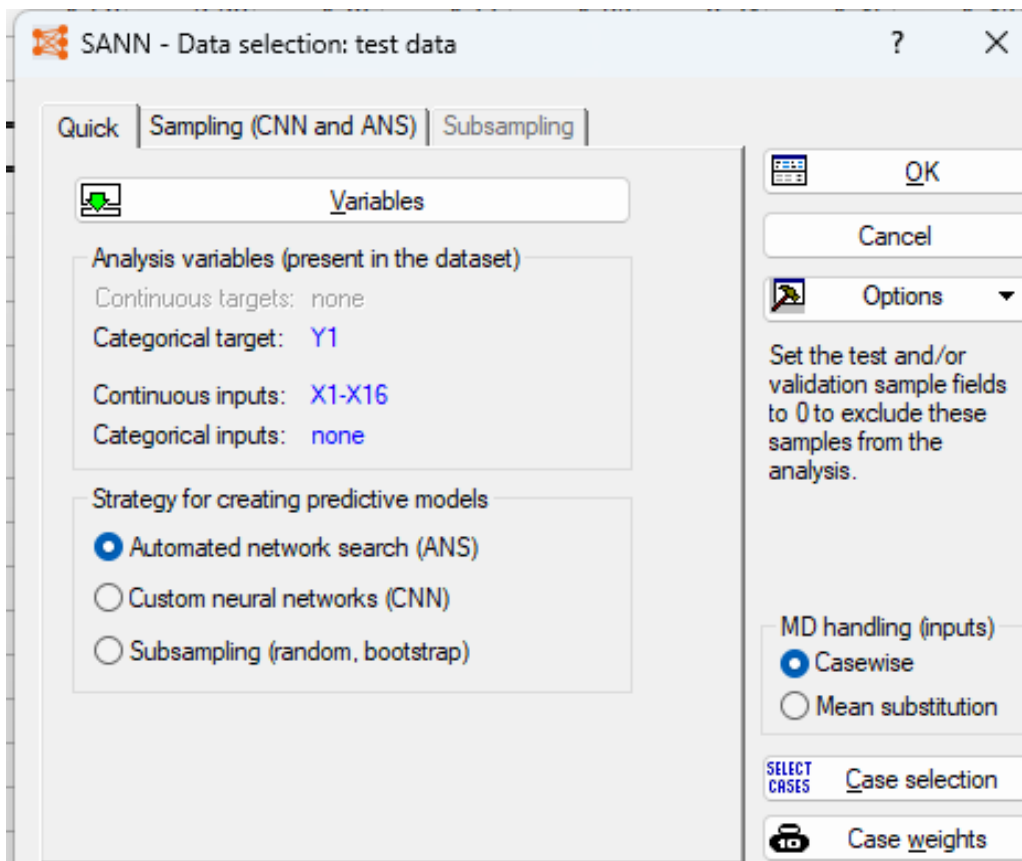 SANN - Data selection: test data
?
Quick
Sampling (CNN and ANS)
Subsampling
Variables
Analysis variables (present in the dataset)
Continuous targets: none
Categorical target: Y1
Continuous inputs: X1-X16
Categorical inputs: none
Strategy for creating predictive models
Automated network search (ANS)
Custom neural networks (CNN)
Subsampling (random, bootstrap)
OK
Cancel
Options
Set the test and/or
validation sample fields
to 0 to exclude these
samples from the
analysis.
MD handling (inputs)
Casewise
Mean substitution
SELECT
CASES
Case selection
10
Case weights